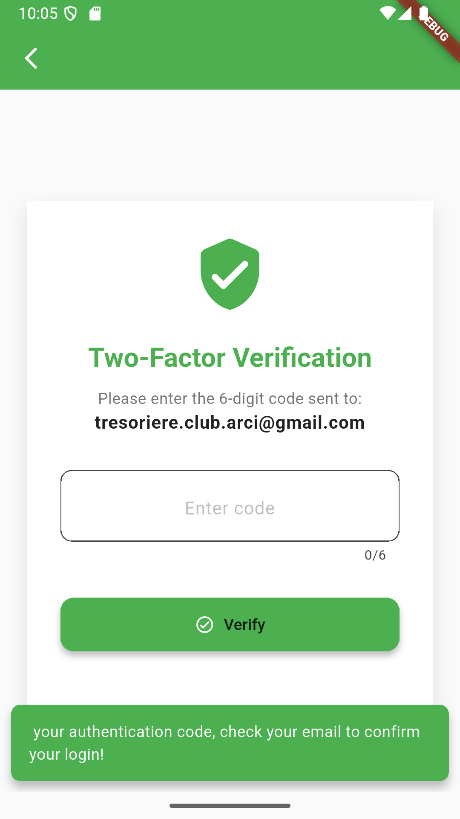 10:05
DEBUG
Two-Factor Verification
Please enter the 6-digit code sent to:
tresoriere.club.arci@gmail.com
Enter code
0/6
Verify
your authentication code, check your email to confirm
your login!